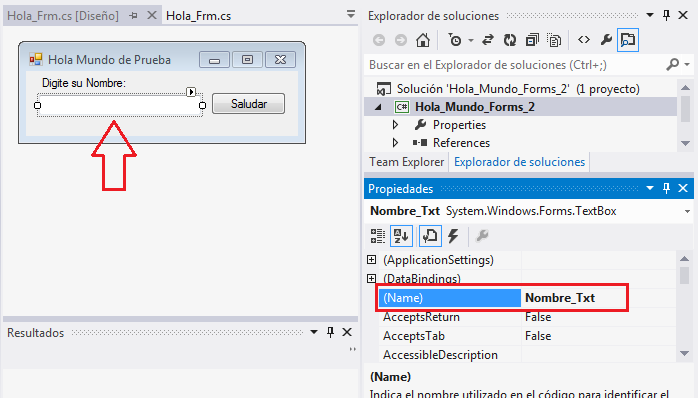 Hola_Frm.cs [Diseño]
Hola_Frm.cs
Hola Mundo de Prueba
Digite su Nombre:
Saludar
Resultados
Explorador de soluciones
Buscar en el Explorador de soluciones (Ctrl+;)
Solución 'Hola_Mundo_Forms_2' (1 proyecto)
C# Hola_Mundo_Forms_2
Properties
References
Team Explorer Explorador de soluciones
Propiedades
Nombre_Txt System.Windows.Forms.TextBox
(ApplicationSettings)
(DataBindings)
(Name) Nombre_Txt
AcceptsReturn False
AcceptsTab False
AccessibleDescription
(Name)
Indica el nombre utilizado en el código para identificar el